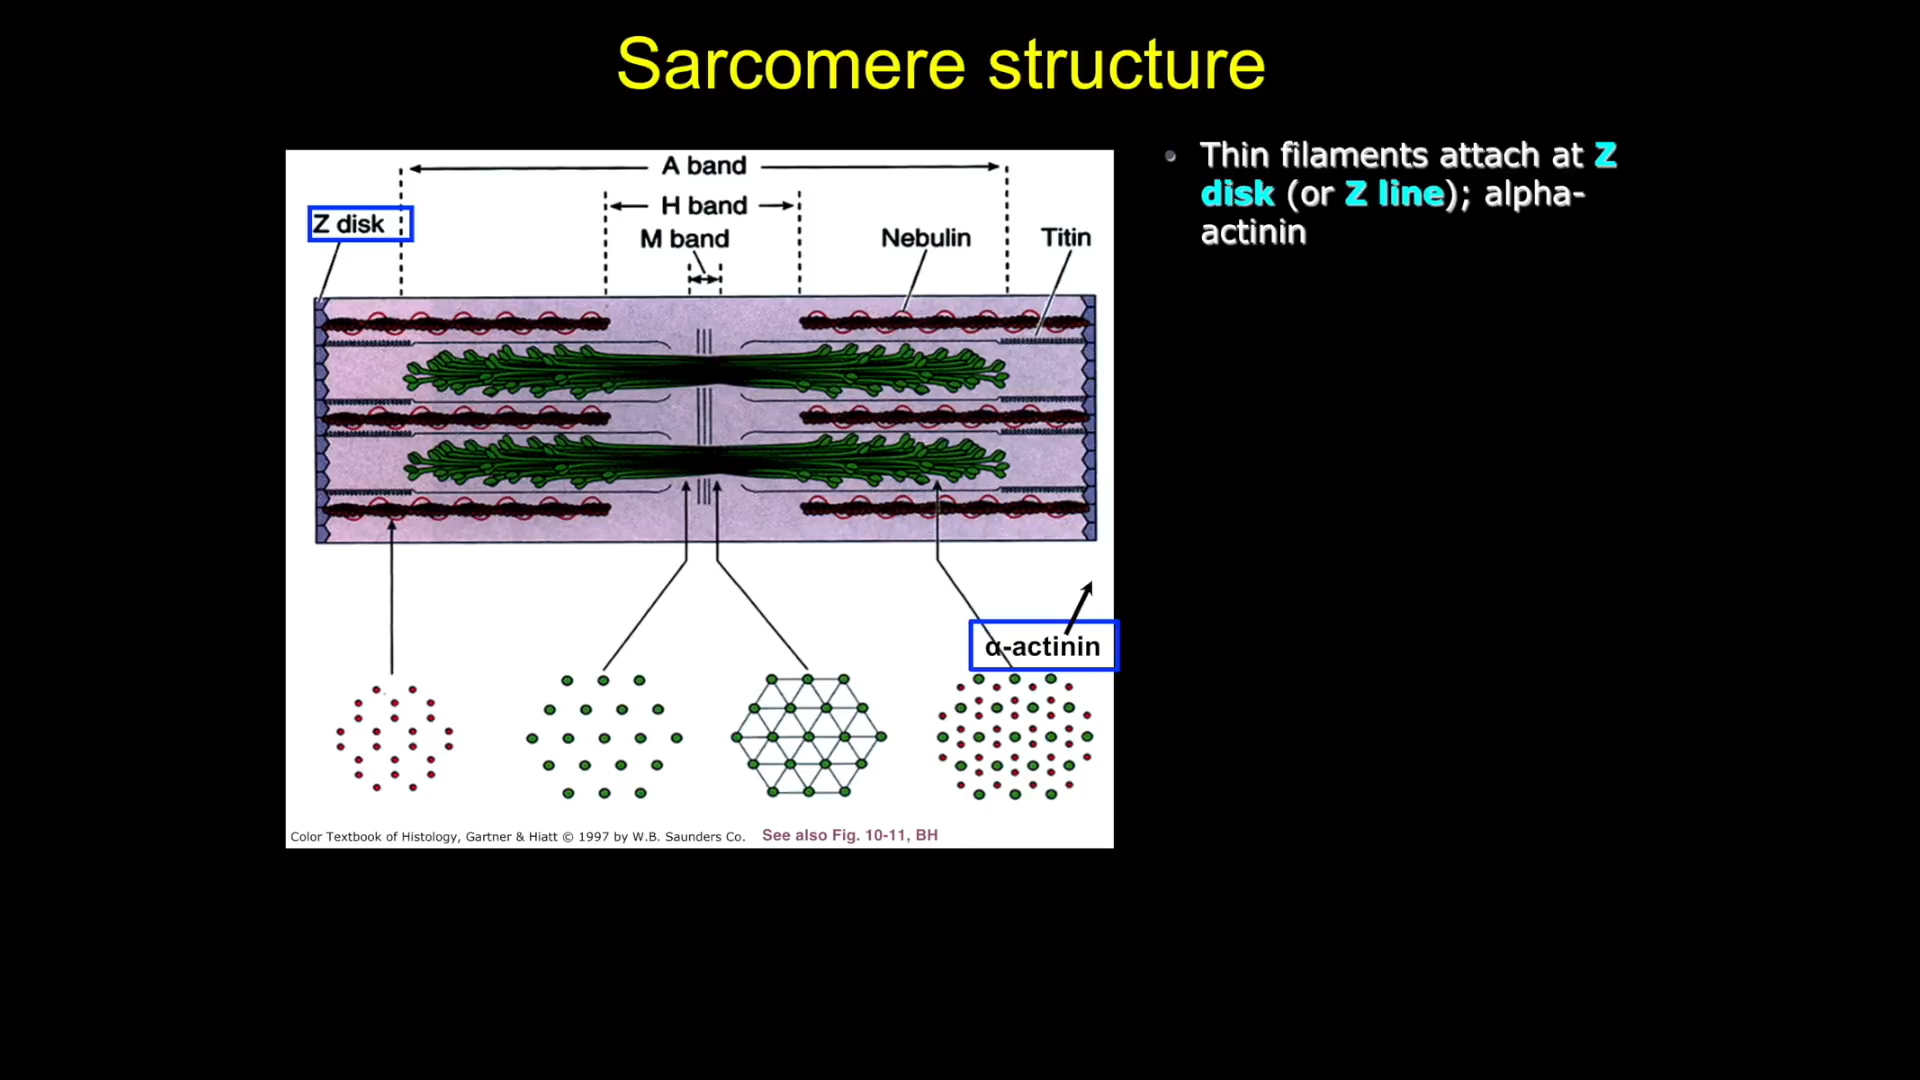 Sarcomere structure
A band
H band
Z disk
M band
Nebulin
Titin
α-actinin
Color Textbook of Histology, Gartner & Hiatt © 1997 by W.B. Saunders Co. See also Fig. 10-11, BH
• Thin filaments attach at Z
disk (or Z line); alpha-
actinin